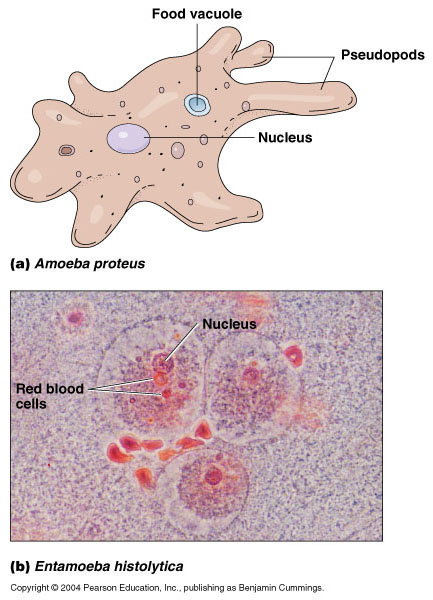 Food vacuole
Pseudopods
Nucleus
(a) Amoeba proteus
Nucleus
Red blood
cells
(b) Entamoeba histolytica
Copyright © 2004 Pearson Education, Inc., publishing as Benjamin Cummings.